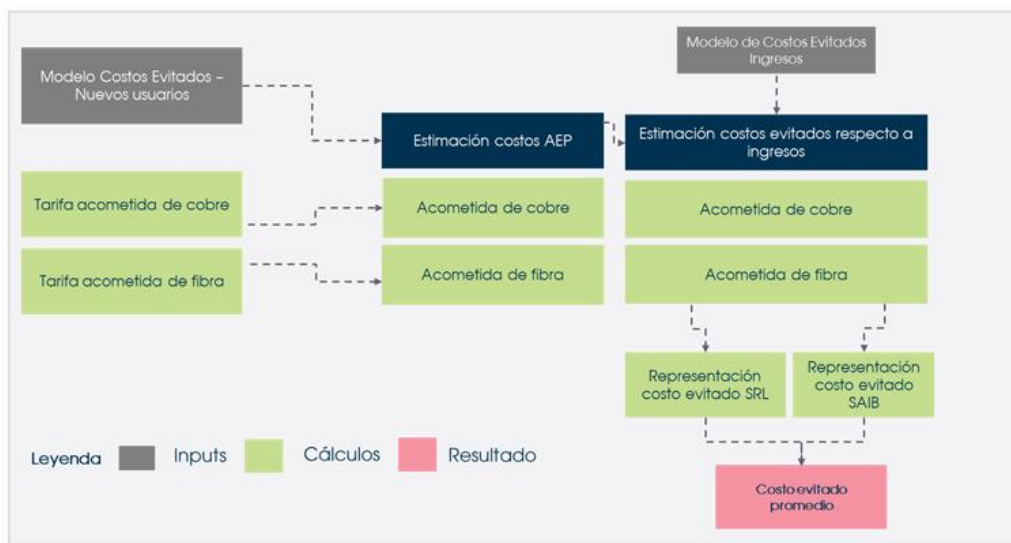 Modelo Costos Evitados –
Nuevos usuarios
Modelo de Costos Evitados
Ingresos
Estimación costos AEP
Estimación costos evitados respecto a
ingresos
Tarifa acometida de cobre
Acometida de cobre
Acometida de cobre
Tarifa acometida de fibra
Acometida de fibra
Acometida de fibra
Representación
costo evitado SRL
Representación
costo evitado
SAIB
Leyenda
Inputs
Cálculos
Resultado
Costo evitado
promedio